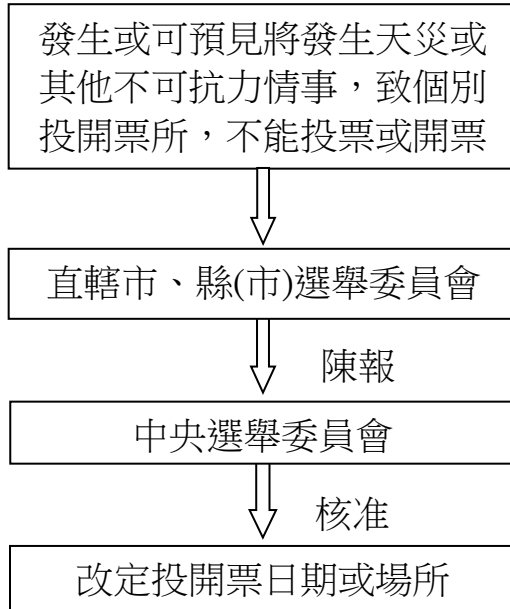 發生或可預見將發生天災或
其他不可抗力情事，致個別
投開票所，不能投票或開票
直轄市、縣(市)選舉委員會
陳報
中央選舉委員會
核准
改定投開票日期或場所